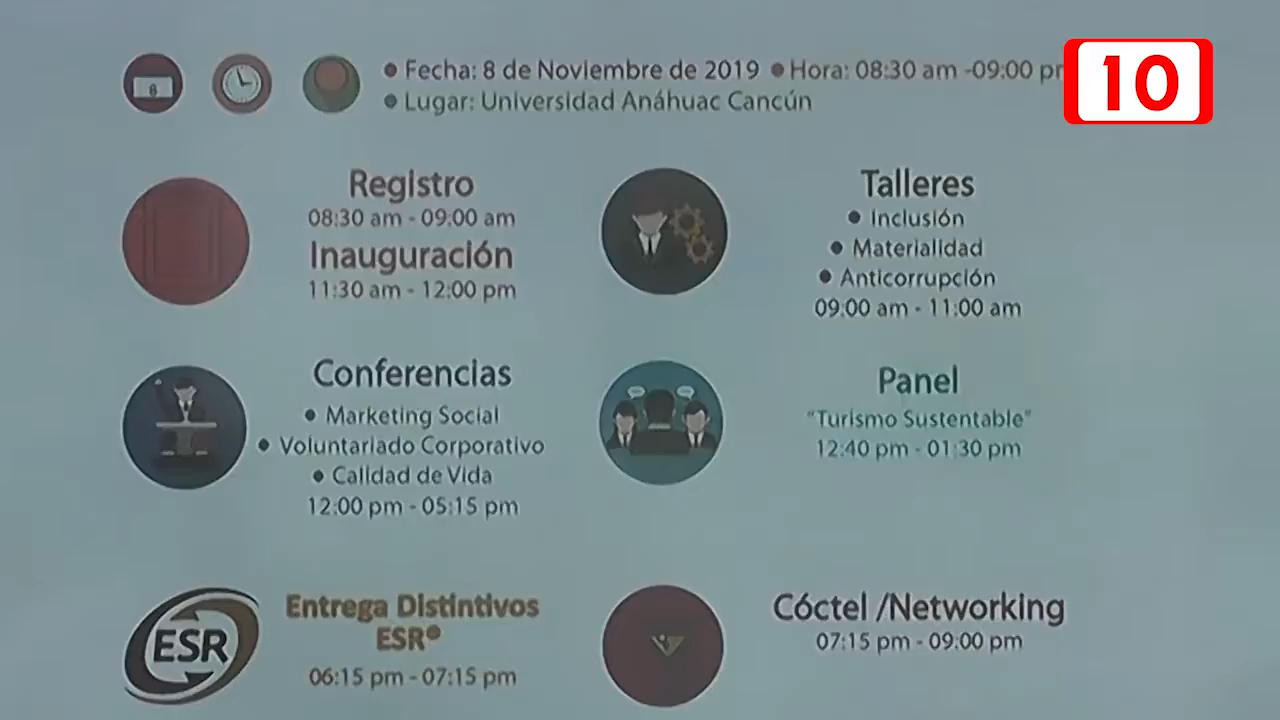 Fecha: 8 de Noviembre de 2019 Hora: 08:30 am -09:00
Lugar: Universidad Anáhuac Cancún
10
8
Registro
08:30 am - 09:00 am
Inauguración
11:30 am - 12:00 pm
Talleres
Inclusión
Materialidad
Anticorrupción
09:00 am - 11:00 am
Conferencias
Marketing Social
Voluntariado Corporativo
Calidad de Vida
12:00 pm - 05:15 pm
Panel
"Turismo Sustentable"
12:40 pm - 01:30 pm
ESR
Entrega Distintivos
ESR®
06:15 pm - 07:15 pm
Cóctel /Networking
07:15 pm - 09:00 pm